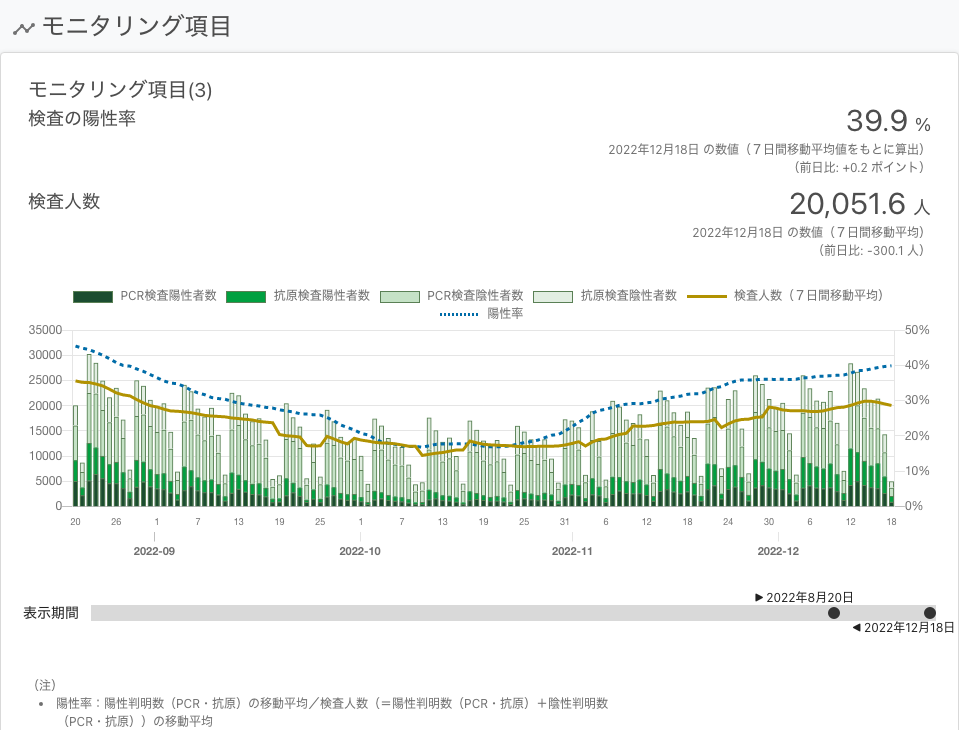 モニタリング項目
モニタリング項目(3)
検査の陽性率
39.9 %
2022年12月18日 の数値（７日間移動平均値をもとに算出）
（前日比: +0.2 ポイント）
検査人数
20,051.6 人
2022年12月18日 の数値（７日間移動平均）
（前日比: -300.1 人）
PCR検査陽性者数 抗原検査陽性者数 PCR検査陰性者数 抗原検査陰性者数 検査人数（７日間移動平均）
陽性率
35000 50%
30000
25000 40%
20000 30%
15000 20%
10000
5000 10%
0 0%
20 26 1 7 13 19 25 1 7 13 19 25 31 6 12 18 24 30 6 12 18
2022-09 2022-10 2022-11 2022-12
▶ 2022年8月20日
表示期間
◀ 2022年12月18日
（注）
• 陽性率：陽性判明数（PCR・抗原）の移動平均／検査人数（＝陽性判明数（PCR・抗原）＋陰性判明数
（PCR・抗原））の移動平均